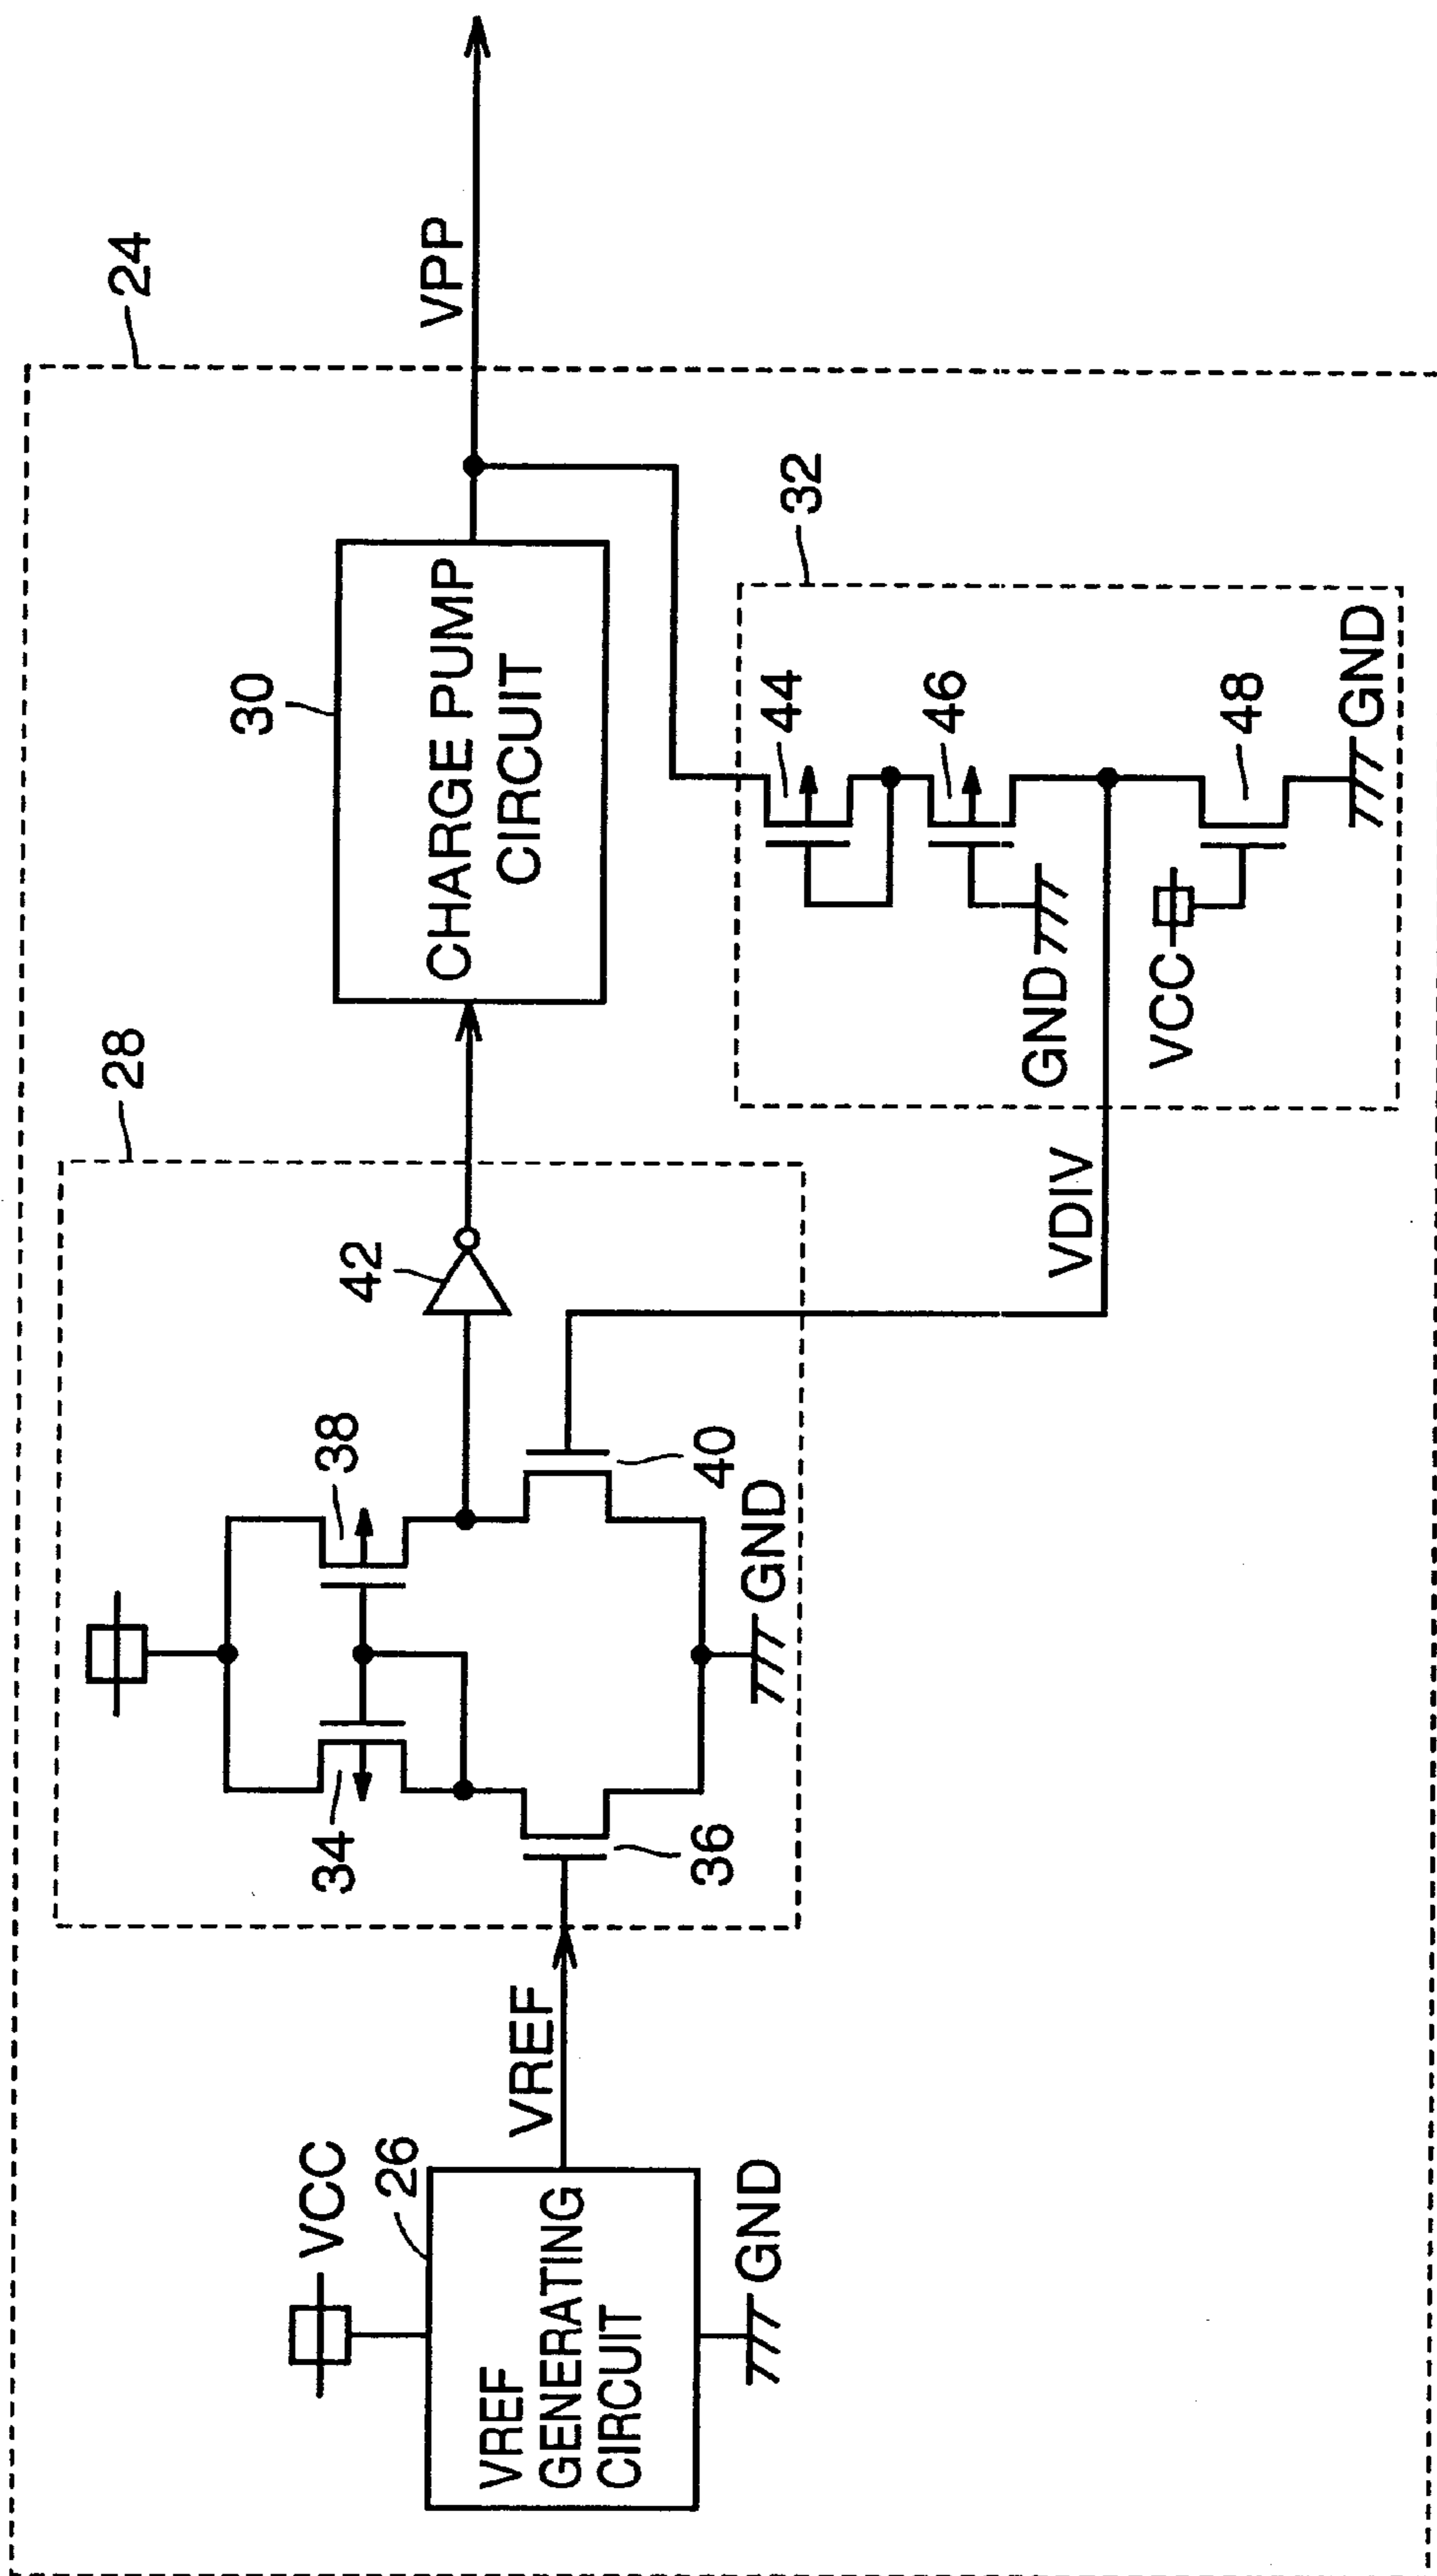 24
VPP
28
30
CHARGE PUMP
CIRCUIT
42
38
34
40
36
GND
VCC
26
VREF
GENERATING
CIRCUIT
GND
VREF
VDIV
32
44
46
GND
VCC
48
GND